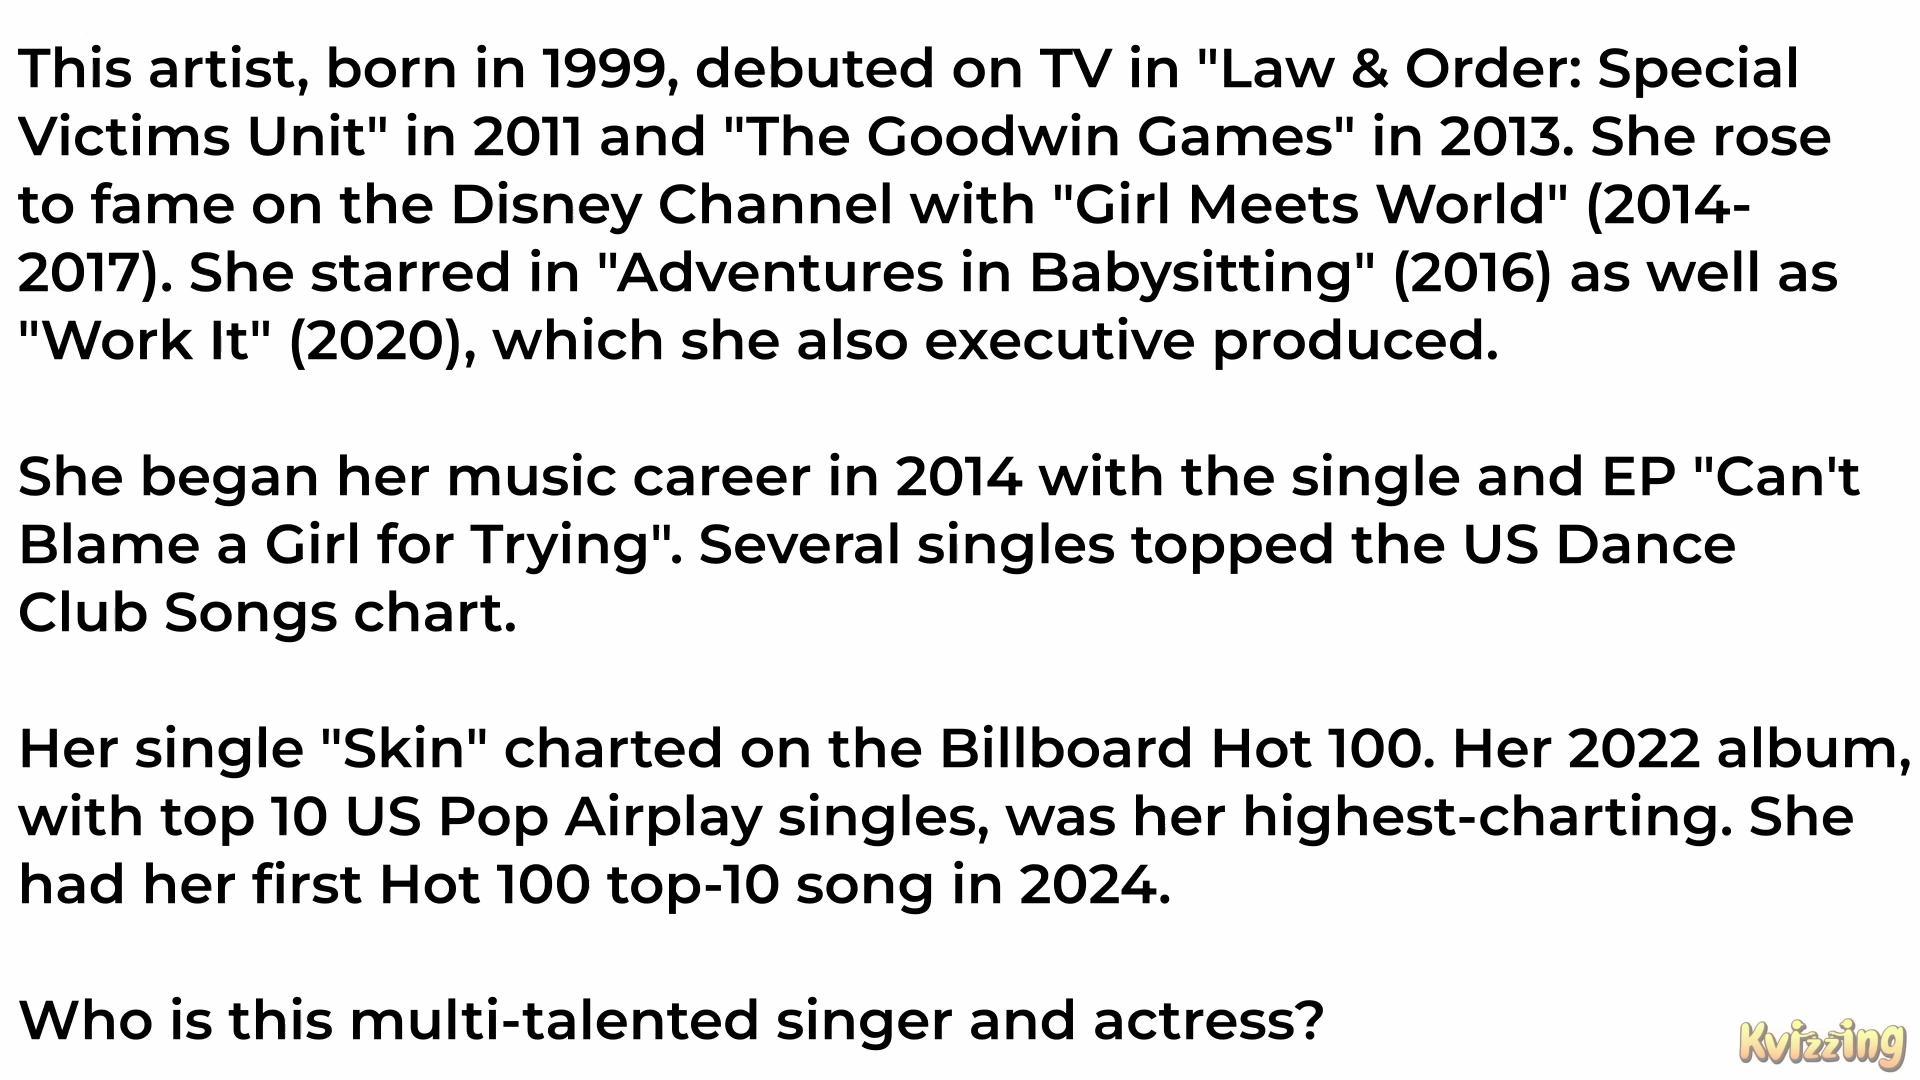 This artist, born in 1999, debuted on TV in "Law & Order: Special
Victims Unit" in 2011 and "The Goodwin Games" in 2013. She rose
to fame on the Disney Channel with "Girl Meets World" (2014-
2017). She starred in "Adventures in Babysitting" (2016) as well as
"Work It" (2020), which she also executive produced.
She began her music career in 2014 with the single and EP "Can't
Blame a Girl for Trying". Several singles topped the US Dance
Club Songs chart.
Her single "Skin" charted on the Billboard Hot 100. Her 2022 album,
with top 10 US Pop Airplay singles, was her highest-charting. She
had her first Hot 100 top-10 song in 2024.
Who is this multi-talented singer and actress?
Kvizzing